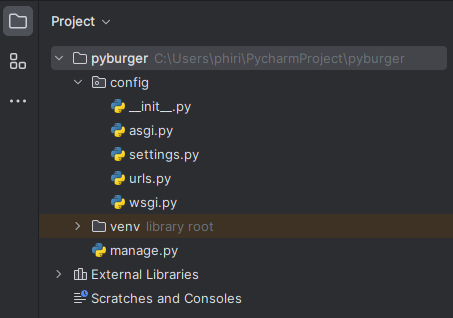 Project
pyburger C:\Users\phiri\PycharmProject\pyburger
config
__init__.py
asgi.py
settings.py
urls.py
wsgi.py
venv library root
manage.py
External Libraries
Scratches and Consoles